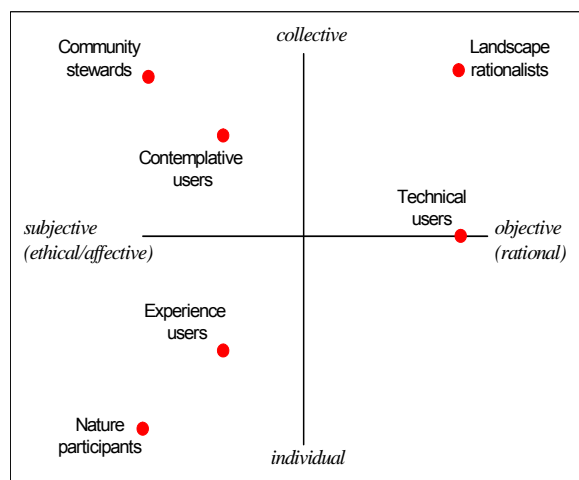 collective
Community
stewards
Landscape
rationalists
Contemplative
users
Technical
users
subjective
(ethical/affective)
objective
(rational)
Experience
users
Nature
participants
individual